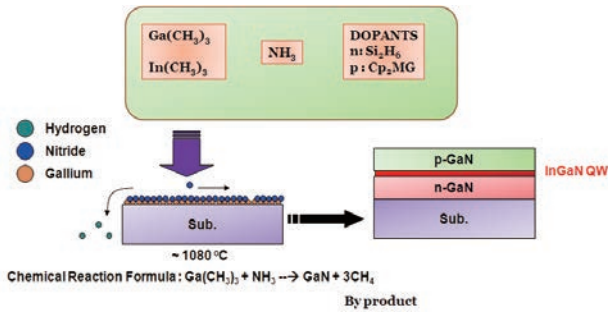 Ga(CH₃)₃
In(CH₃)₃
NH₃
DOPANTS
n: Si₂H₆
p : Cp₂MG
Hydrogen
Nitride
Gallium
Sub.
~ 1080 ºC
p-GaN
InGaN QW
n-GaN
Sub.
Chemical Reaction Formula : Ga(CH₃)₃ + NH₃ --> GaN + 3CH₄
By product